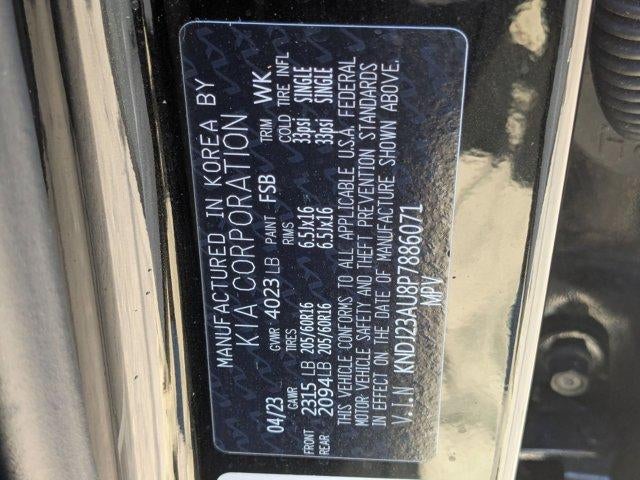 MANUFACTURED IN KOREA BY
KIA CORPORATION
04/23 GVWR 4023 LB PAINT FSB TRIM WK
GAWR TIRES RIMS COLD TIRE INFL
FRONT 2315 LB 205/60R16 6.5Jx16 33psi SINGLE
REAR 2094 LB 205/60R16 6.5Jx16 33psi SINGLE
THIS VEHICLE CONFORMS TO ALL APPLICABLE U.S.A. FEDERAL
MOTOR VEHICLE SAFETY AND THEFT PREVENTION STANDARDS
IN EFFECT ON THE DATE OF MANUFACTURE SHOWN ABOVE.
V.I.N KNDJ23AU8P7886071
MPV